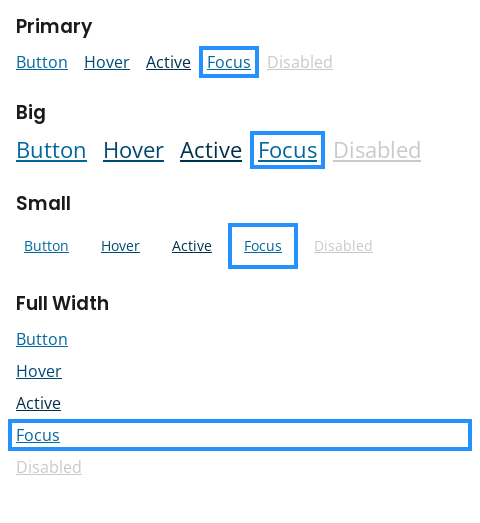 Primary
Button Hover Active Focus Disabled
Big
Button Hover Active Focus Disabled
Small
Button Hover Active Focus Disabled
Full Width
Button
Hover
Active
Focus
Disabled